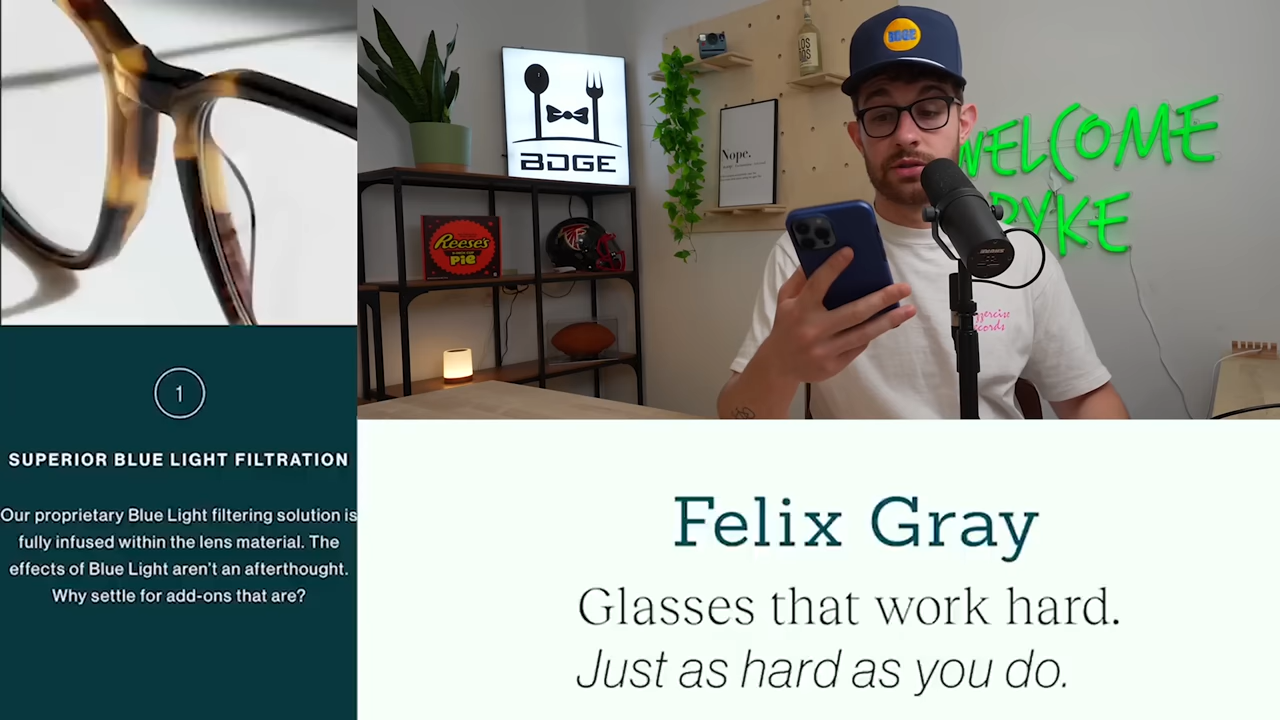 1
SUPERIOR BLUE LIGHT FILTRATION
Our proprietary Blue Light filtering solution is
fully infused within the lens material. The
effects of Blue Light aren't an afterthought.
Why settle for add-ons that are?
BDGE
Reese's
PIE
Nope.
BDGE
WELCOME
RYKE
Felix Gray
Glasses that work hard.
Just as hard as you do.